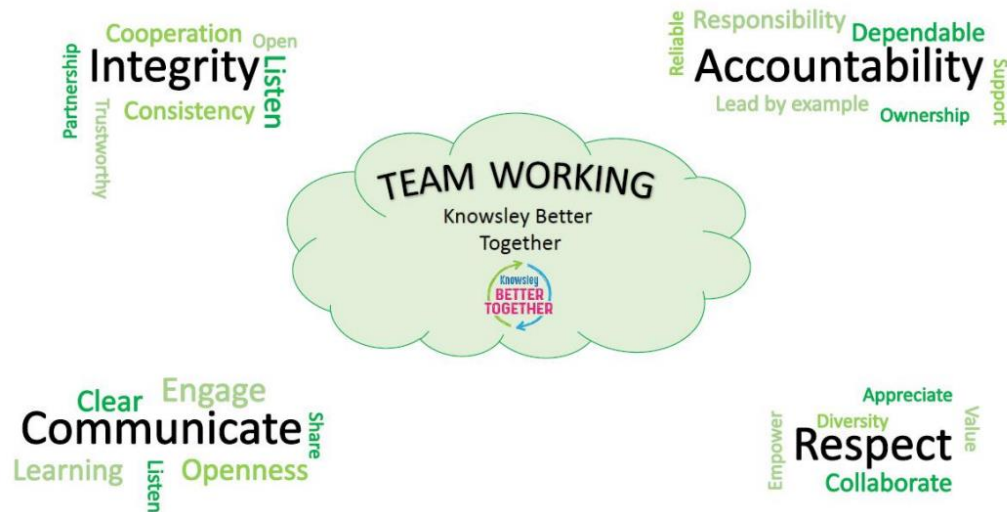 Cooperation
Open
Partnership
Integrity
Listen
Consistency
Trustworthy
Reliable
Responsibility
Dependable
Accountability
Support
Lead by example
Ownership
TEAM WORKING
Knowsley Better
Together
Knowsley
BETTER
TOGETHER
Engage
Clear
Communicate
Share
Learning
Listen
Openness
Appreciate
Diversity
Value
Empower
Respect
Collaborate